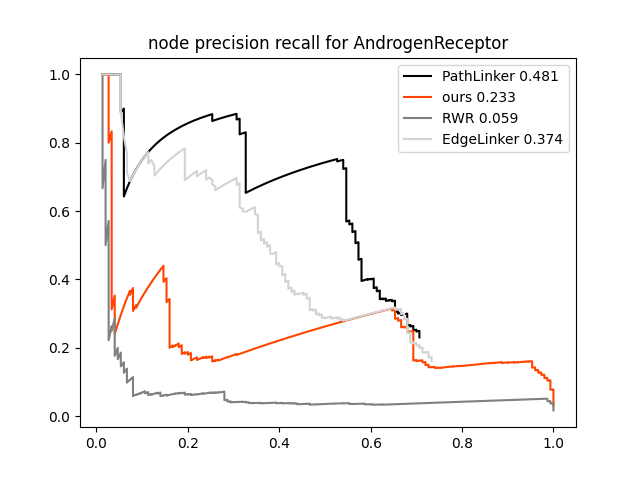 node precision recall for AndrogenReceptor
PathLinker 0.481
ours 0.233
RWR 0.059
EdgeLinker 0.374
1.0
0.8
0.6
0.4
0.2
0.0
0.0 0.2 0.4 0.6 0.8 1.0